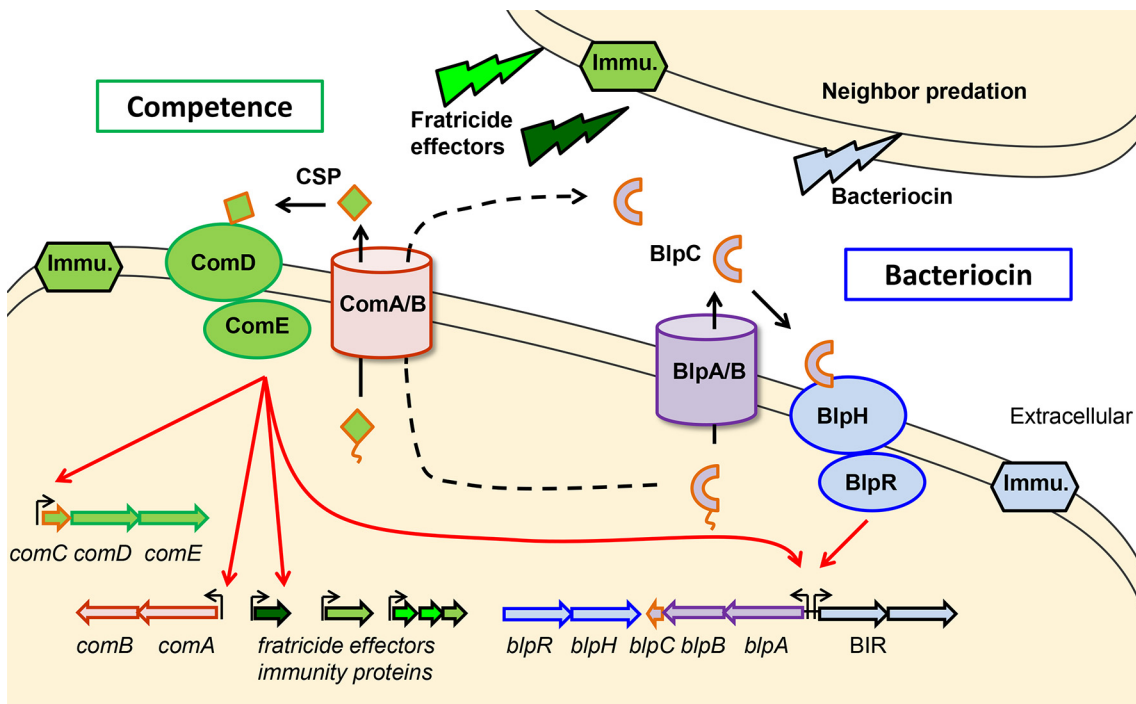 Competence
Immu.
Neighbor predation
Fratricide
effectors
Bacteriocin
CSP
BlpC
Bacteriocin
Immu.
ComD
ComA/B
ComE
BlpA/B
BlpH
Extracellular
BlpR
Immu.
comC comD comE
comB comA
fratricide effectors
immunity proteins
blpR blpH blpC blpB blpA BIR